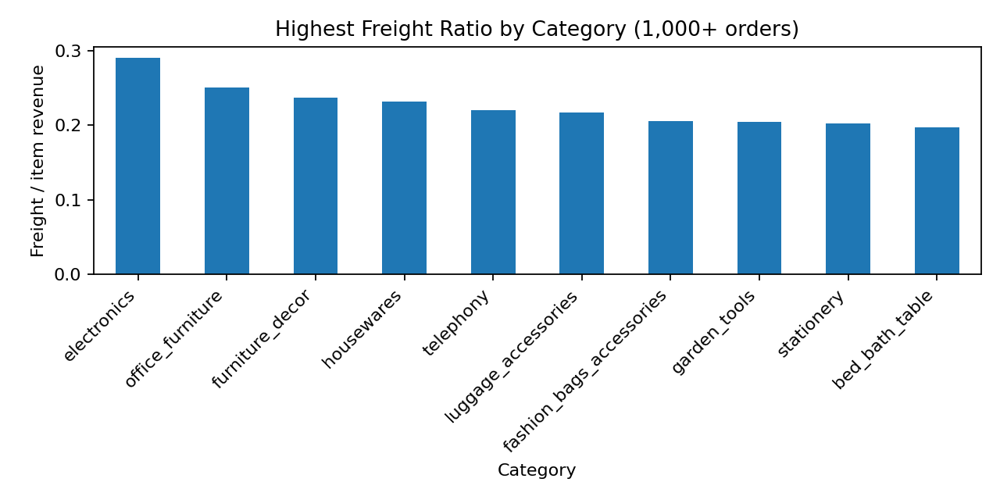 Highest Freight Ratio by Category (1,000+ orders)
Freight / item revenue
0.3
0.2
0.1
0.0
electronics
office_furniture
furniture_decor
housewares
telephony
luggage_accessories
fashion_bags_accessories
garden_tools
stationery
bed_bath_table
Category